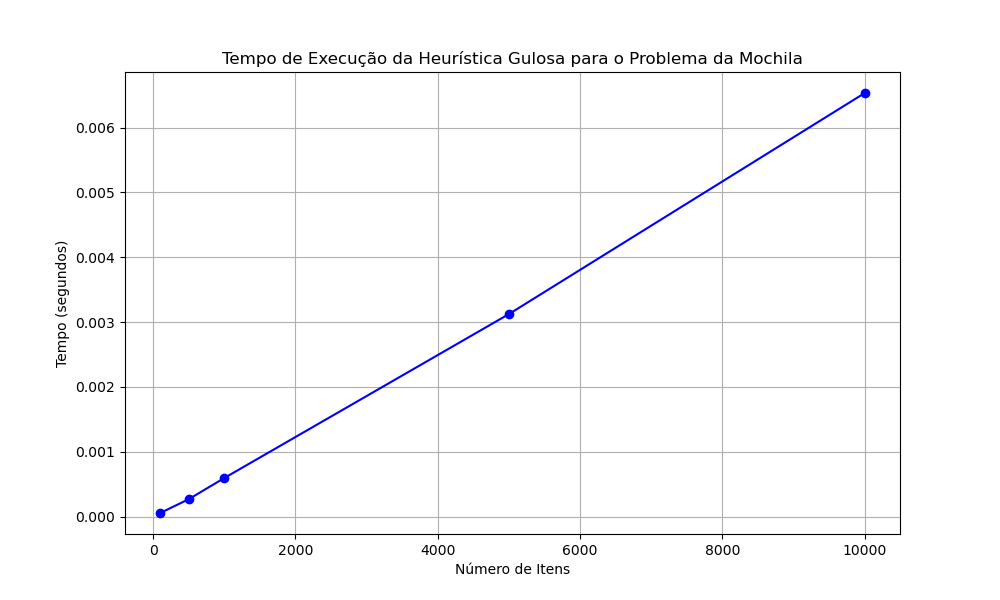 Tempo de Execução da Heurística Gulosa para o Problema da Mochila
0.006
0.005
0.004
0.003
0.002
0.001
0.000
Tempo (segundos)
0 2000 4000 6000 8000 10000
Número de Itens